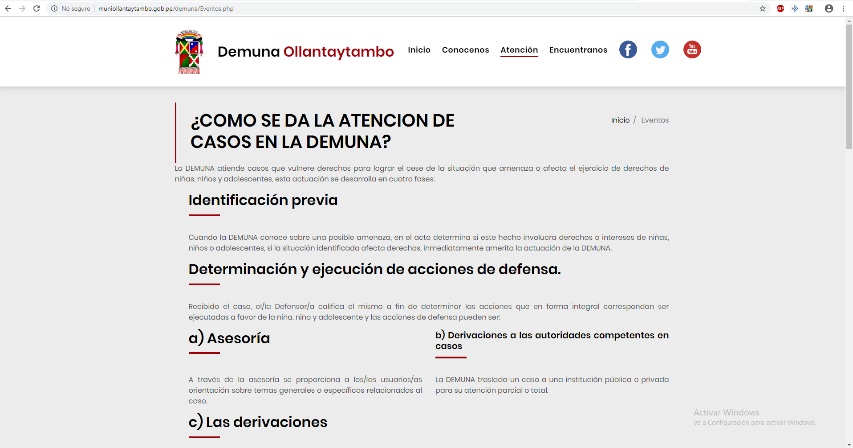 No seguro | muniollantaytambo.gob.pe/demuna/Eventos.php
Demuna Ollantaytambo
Inicio Conocenos Atención Encuentranos
You
Tube
¿COMO SE DA LA ATENCION DE
CASOS EN LA DEMUNA?
Inicio / Eventos
La DEMUNA atiende casos que vulnere derechos para lograr el cese de la situación que amenaza o afecta el ejercicio de derechos de
niñas, niños y adolescentes, esta actuación se desarrolla en cuatro fases:
Identificación previa
Cuando la DEMUNA conoce sobre una posible amenaza, en el acto determina si este hecho involucra derechos o intereses de niñas,
niños o adolescentes, si la situación identificada afecta derechos, inmediatamente amerita la actuación de la DEMUNA.
Determinación y ejecución de acciones de defensa.
Recibido el caso, el/la Defensor/a califica el mismo a fin de determinar las acciones que en forma integral correspondan ser
ejecutadas a favor de la niña, niño y adolescente y las acciones de defensa pueden ser:
a) Asesoría
A través de la asesoría se proporciona a los/las usuarios/as
orientación sobre temas generales o específicos relacionados al
caso.
b) Derivaciones a las autoridades competentes en
casos
La DEMUNA traslada un caso a una institución pública o privada
para su atención parcial o total.
c) Las derivaciones
Activar Windows
Ve a Configuración para activar Windows.